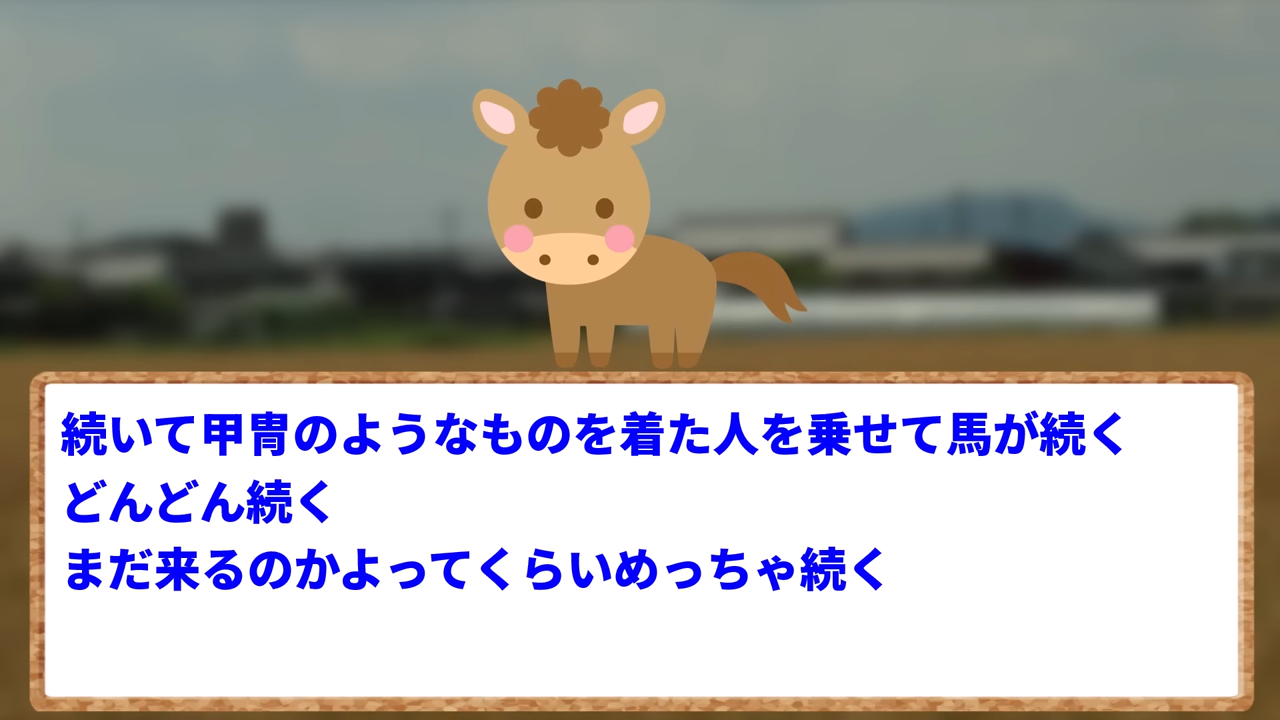 続いて甲冑のようなものを着た人を乗せて馬が続く
どんどん続く
まだ来るのかよってくらいめっちゃ続く